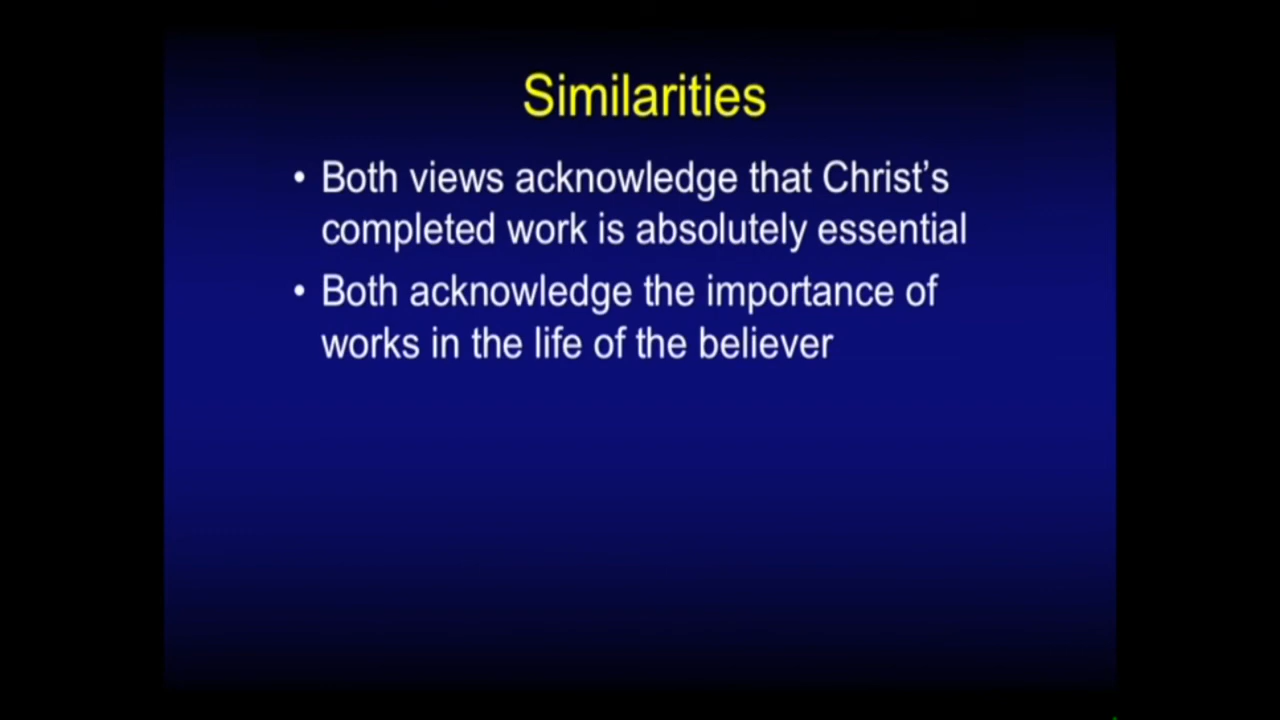 Similarities
• Both views acknowledge that Christ’s
completed work is absolutely essential
• Both acknowledge the importance of
works in the life of the believer